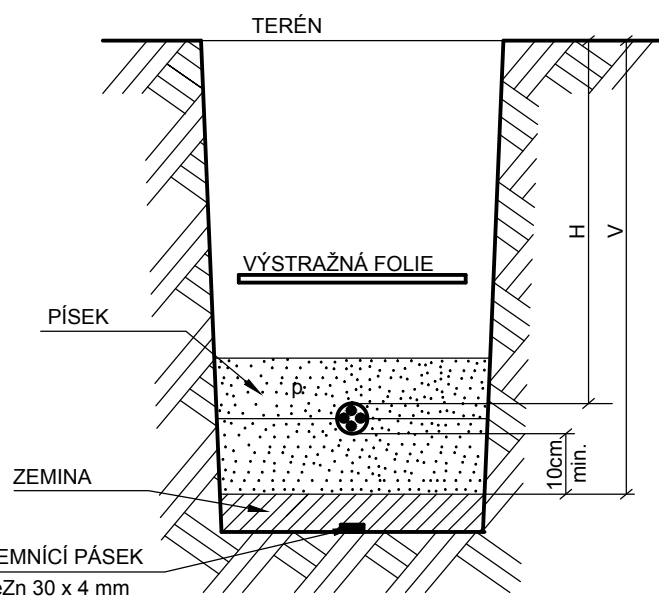 TERÉN
VÝSTRAŽNÁ FOLIE
H
V
PÍSEK
p
10cm
min.
ZEMINA
EMNÍCÍ PÁSEK
eZn 30 x 4 mm